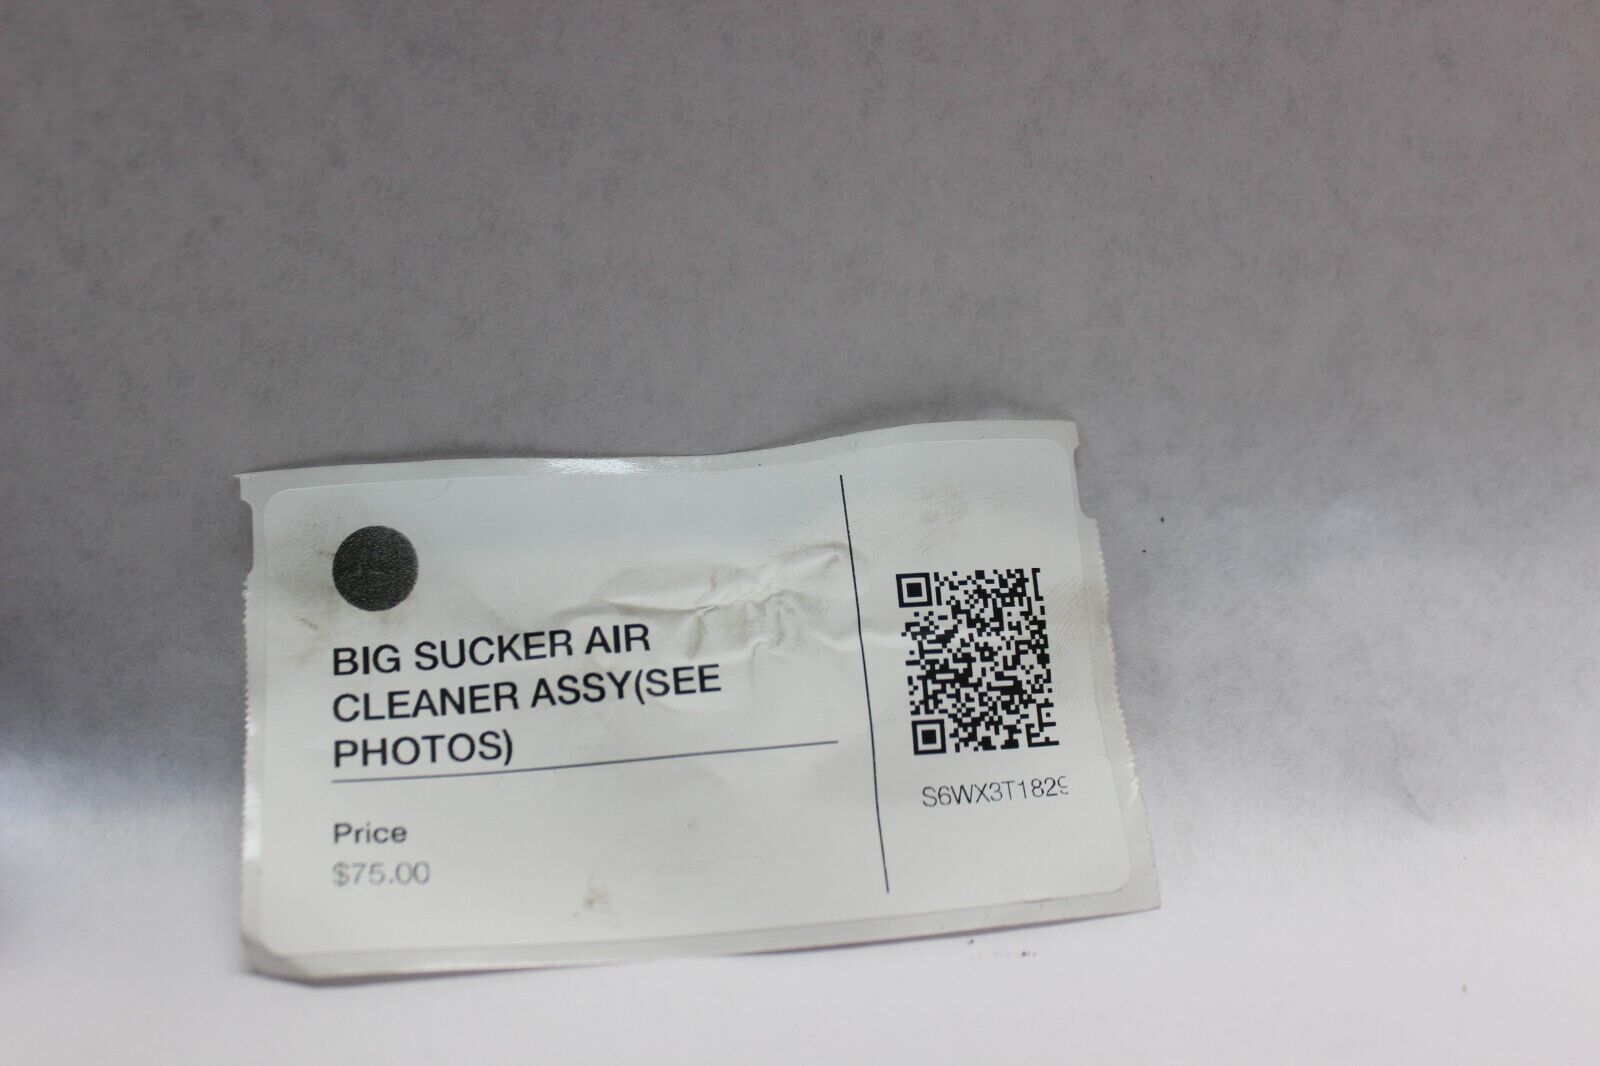 BIG SUCKER AIR
CLEANER ASSY(SEE
PHOTOS)
Price
$75.00
S6WX3T1829